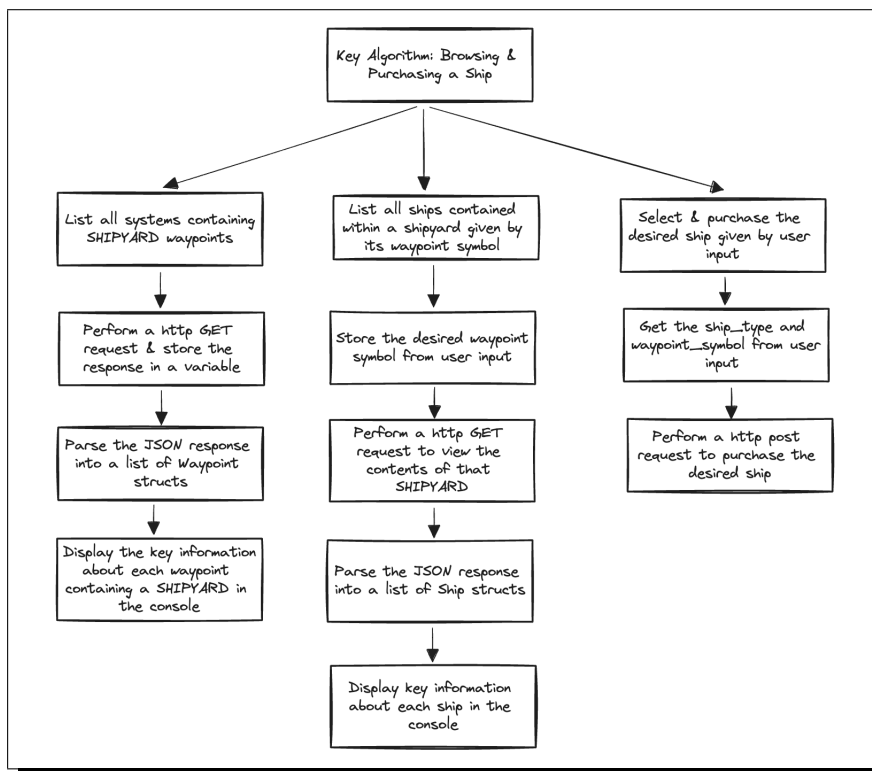 Key Algorithm: Browsing &
Purchasing a Ship
List all systems containing
SHIPYARD waypoints
Perform a http GET
request & store the
response in a variable
Parse the JSON response
into a list of Waypoint
structs
Display the key information
about each waypoint
containing a SHIPYARD in
the console
List all ships contained
within a shipyard given by
its waypoint symbol
Store the desired waypoint
symbol from user input
Perform a http GET
request to view the
contents of that
SHIPYARD
Parse the JSON response
into a list of Ship structs
Display key information
about each ship in the
console
Select & purchase the
desired ship given by user
input
Get the ship_type and
waypoint_symbol from user
input
Perform a http post
request to purchase the
desired ship